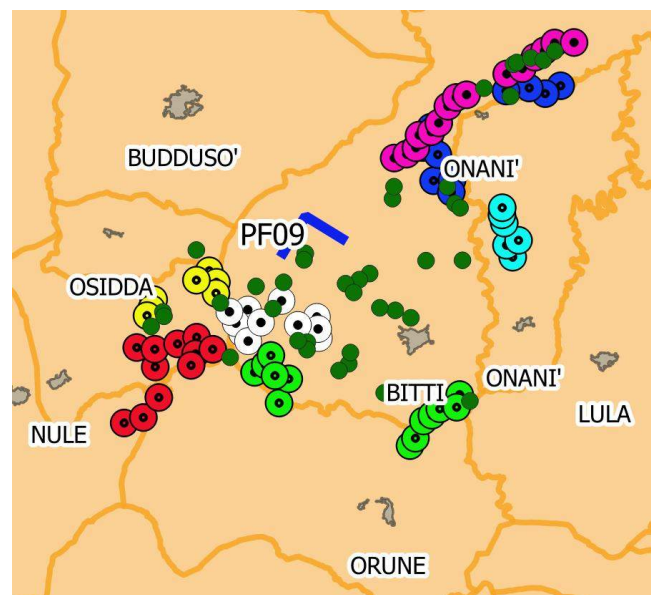 BUDDUSO'
ONANI'
PF09
OSIDDA
ONANI'
BITTI
LULA
NULE
ORUNE